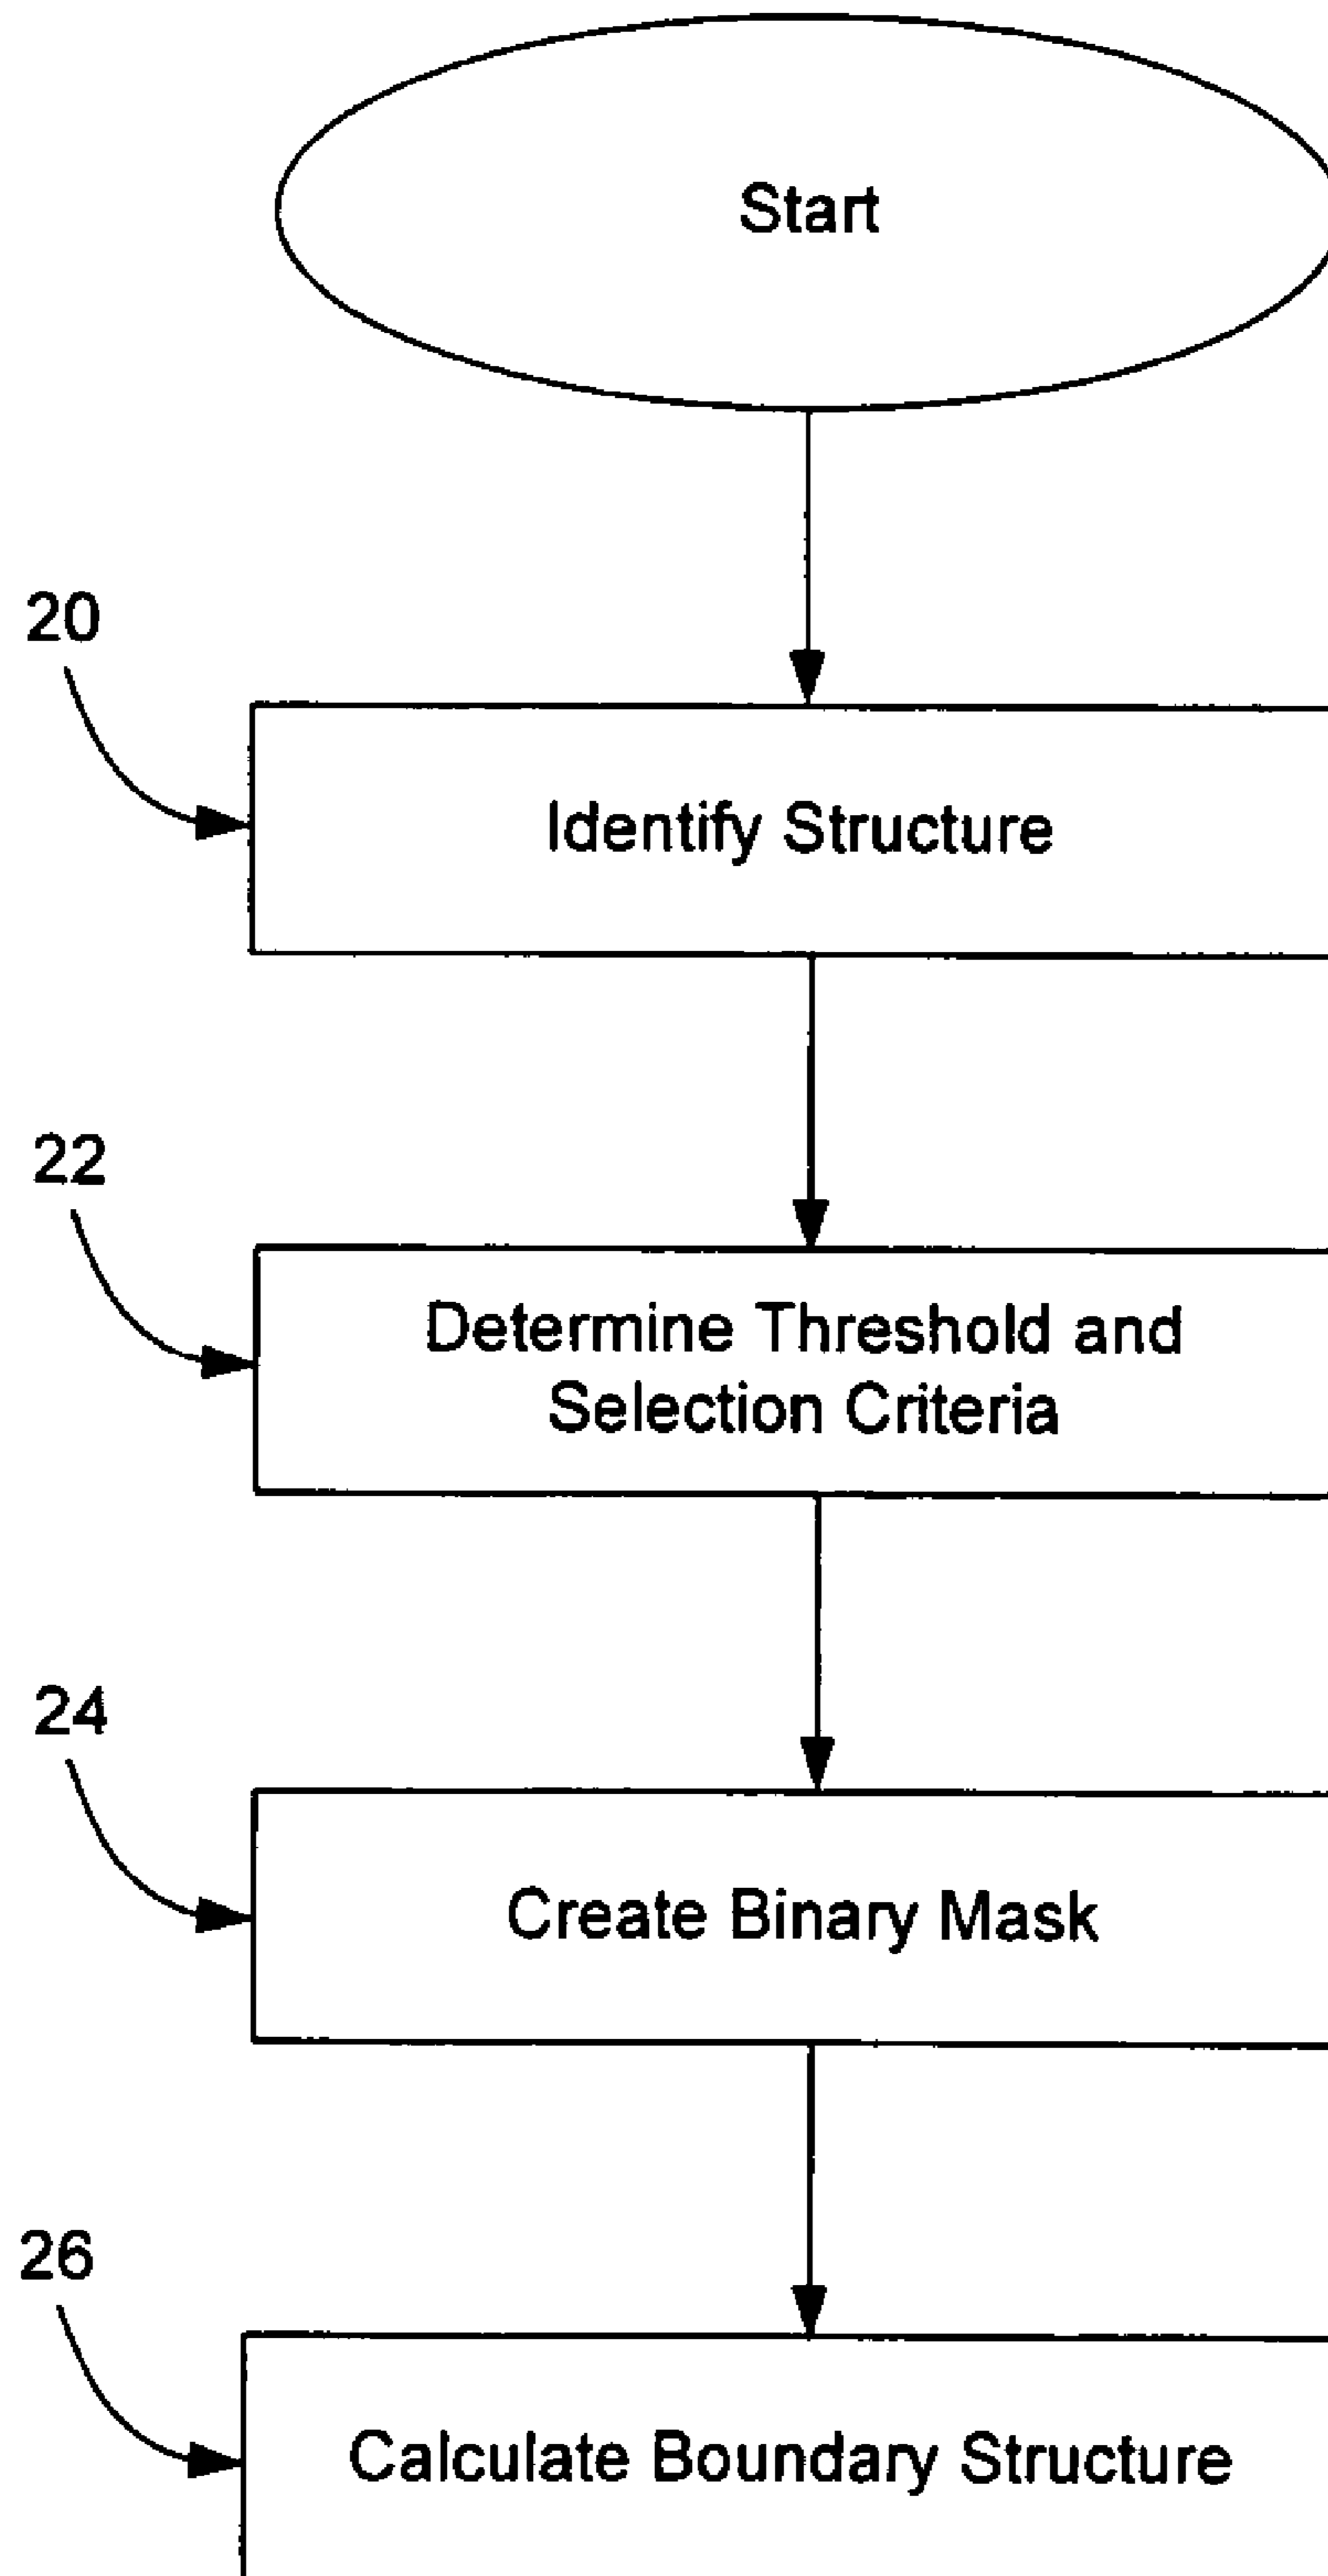 Start
20
Identify Structure
22
Determine Threshold and
Selection Criteria
24
Create Binary Mask
26
Calculate Boundary Structure